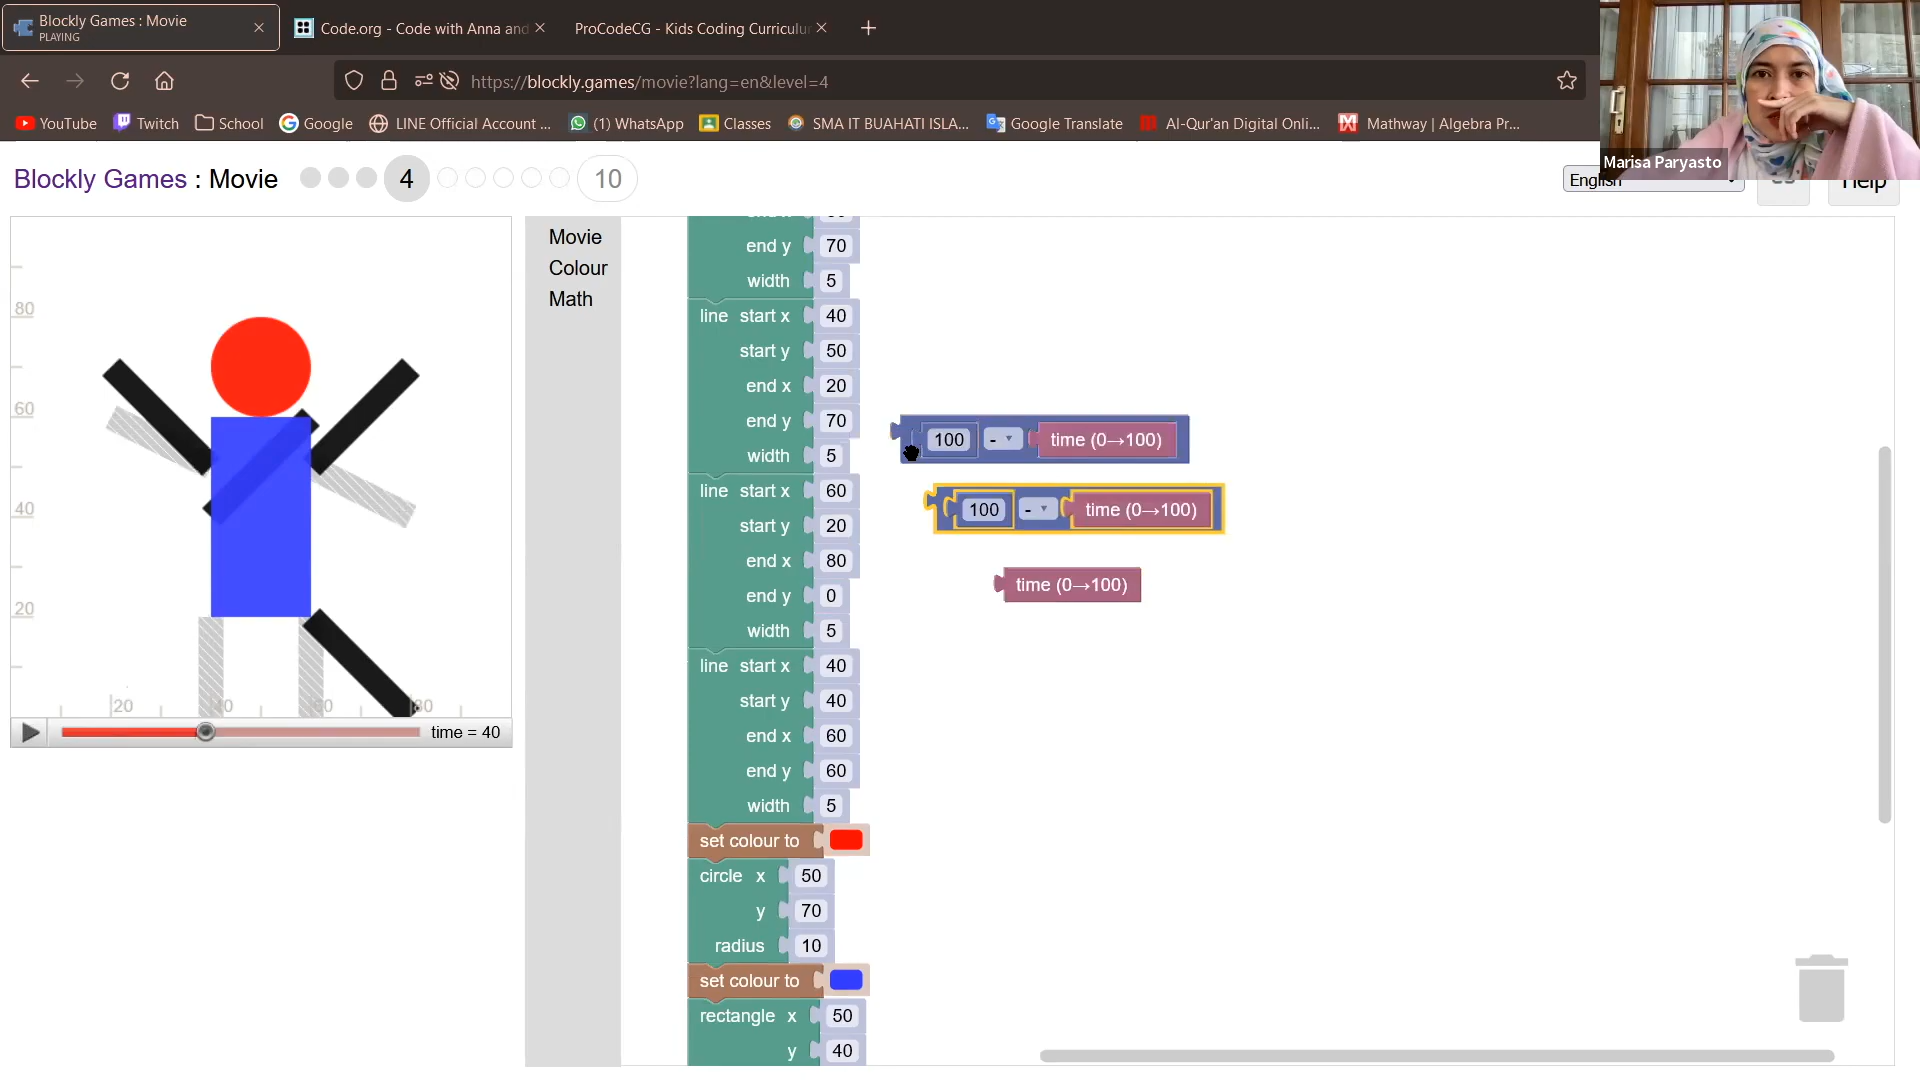 Blockly Games : Movie
PLAYING
Code.org - Code with Anna and
ProCodeCG - Kids Coding Curriculu
https://blockly.games/movie?lang=en&level=4
YouTube
Twitch
School
Google
LINE Official Account ...
(1) WhatsApp
Classes
SMA IT BUAHATI ISLA...
Google Translate
Al-Qur'an Digital Onli...
Mathway | Algebra Pr...
Marisa Paryasto
Blockly Games : Movie
4
10
English
Help
80
60
40
20
20
80
time = 40
Movie
Colour
Math
end y 70
width 5
line start x 40
start y 50
end x 20
end y 70
width 5
line start x 60
start y 20
end x 80
end y 0
width 5
line start x 40
start y 40
end x 60
end y 60
width 5
set colour to
circle x 50
y 70
radius 10
set colour to
rectangle x 50
y 40
100 - time (0→100)
100 - time (0→100)
time (0→100)